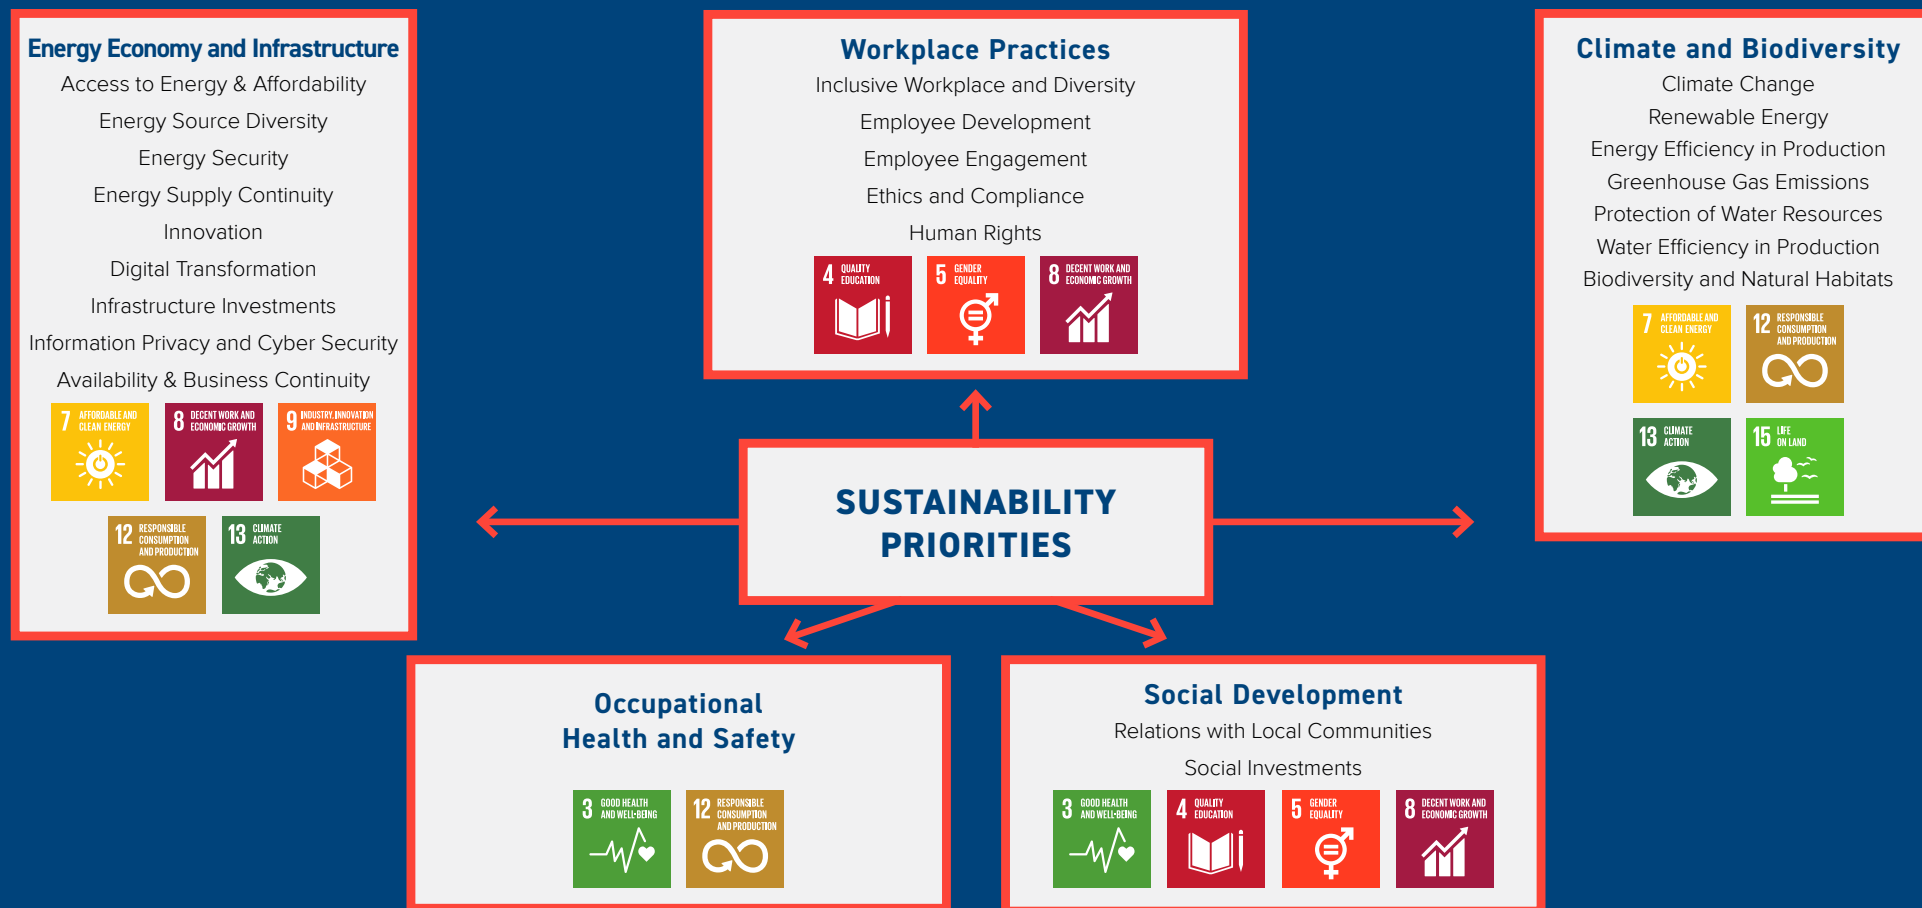 Energy Economy and Infrastructure
Access to Energy & Affordability
Energy Source Diversity
Energy Security
Energy Supply Continuity
Innovation
Digital Transformation
Infrastructure Investments
Information Privacy and Cyber Security
Availability & Business Continuity
7 AFFORDABLE AND
CLEAN ENERGY
8 DECENT WORK AND
ECONOMIC GROWTH
9 INDUSTRY, INNOVATION
AND INFRASTRUCTURE
12 RESPONSIBLE
CONSUMPTION
AND PRODUCTION
13 CLIMATE
ACTION
Workplace Practices
Inclusive Workplace and Diversity
Employee Development
Employee Engagement
Ethics and Compliance
Human Rights
4 QUALITY
EDUCATION
5 GENDER
EQUALITY
8 DECENT WORK AND
ECONOMIC GROWTH
Climate and Biodiversity
Climate Change
Renewable Energy
Energy Efficiency in Production
Greenhouse Gas Emissions
Protection of Water Resources
Water Efficiency in Production
Biodiversity and Natural Habitats
7 AFFORDABLE AND
CLEAN ENERGY
12 RESPONSIBLE
CONSUMPTION
AND PRODUCTION
13 CLIMATE
ACTION
15 LIFE
ON LAND
SUSTAINABILITY
PRIORITIES
Occupational
Health and Safety
3 GOOD HEALTH
AND WELL-BEING
12 RESPONSIBLE
CONSUMPTION
AND PRODUCTION
Social Development
Relations with Local Communities
Social Investments
3 GOOD HEALTH
AND WELL-BEING
4 QUALITY
EDUCATION
5 GENDER
EQUALITY
8 DECENT WORK AND
ECONOMIC GROWTH